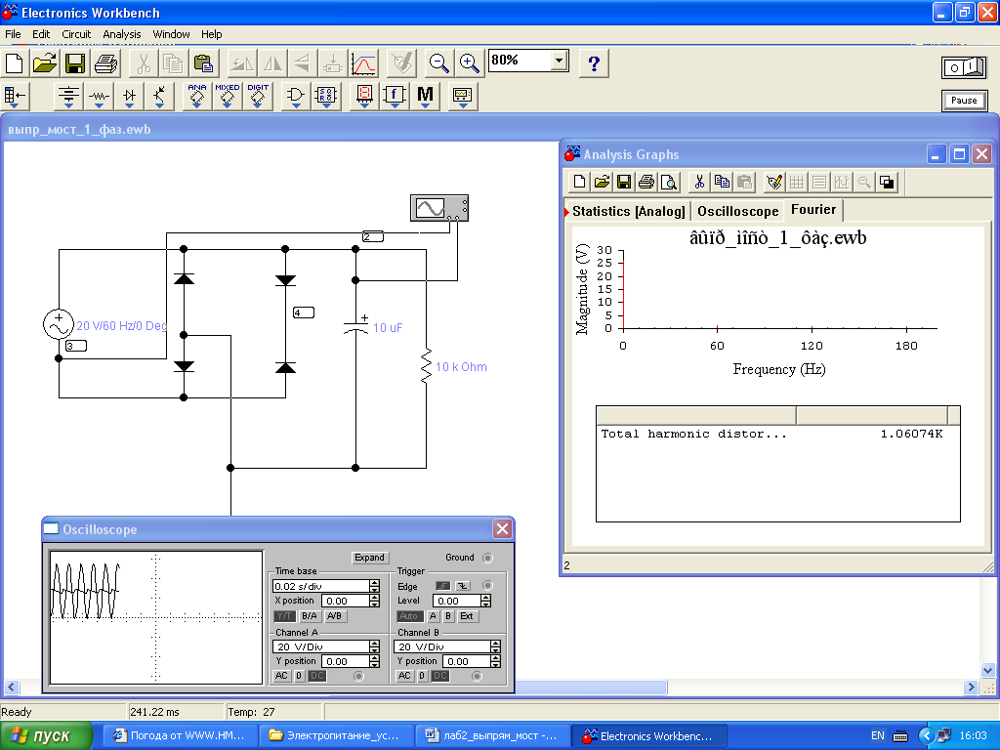 Electronics Workbench
File Edit Circuit Analysis Window Help
80%
?
ANA MIXED DIGIT
f M
Pause
выпр_мост_1_фаз.ewb
2
20 V/60 Hz/0 Deg
3
4
10 uF
10 k Ohm
Analysis Graphs
Statistics [Analog] Oscilloscope Fourier
âûïð_ìîñò_1_ôàç.ewb
Magnitude (V)
30
25
20
15
10
5
0
0 60 120 180
Frequency (Hz)
Total harmonic distor... 1.06074K
2
Oscilloscope
Expand Ground
Time base Trigger
0.02 s/div Edge
X position 0.00 Level 0.00
Y/T B/A A/B Auto A B Ext
Channel A Channel B
20 V/Div 20 V/Div
Y position 0.00 Y position 0.00
AC 0 DC AC 0 DC
Ready 241.22 ms Temp: 27
пуск Погода от WWW.HM... Электропитание_ус... лаб2_выпрям_мост -... Electronics Workbenc... EN 16:03